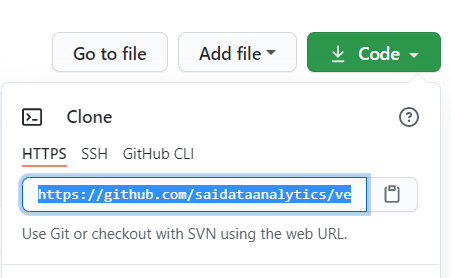 Go to file Add file Code
Clone
HTTPS SSH GitHub CLI
https://github.com/saidataanalytics/ve
Use Git or checkout with SVN using the web URL.